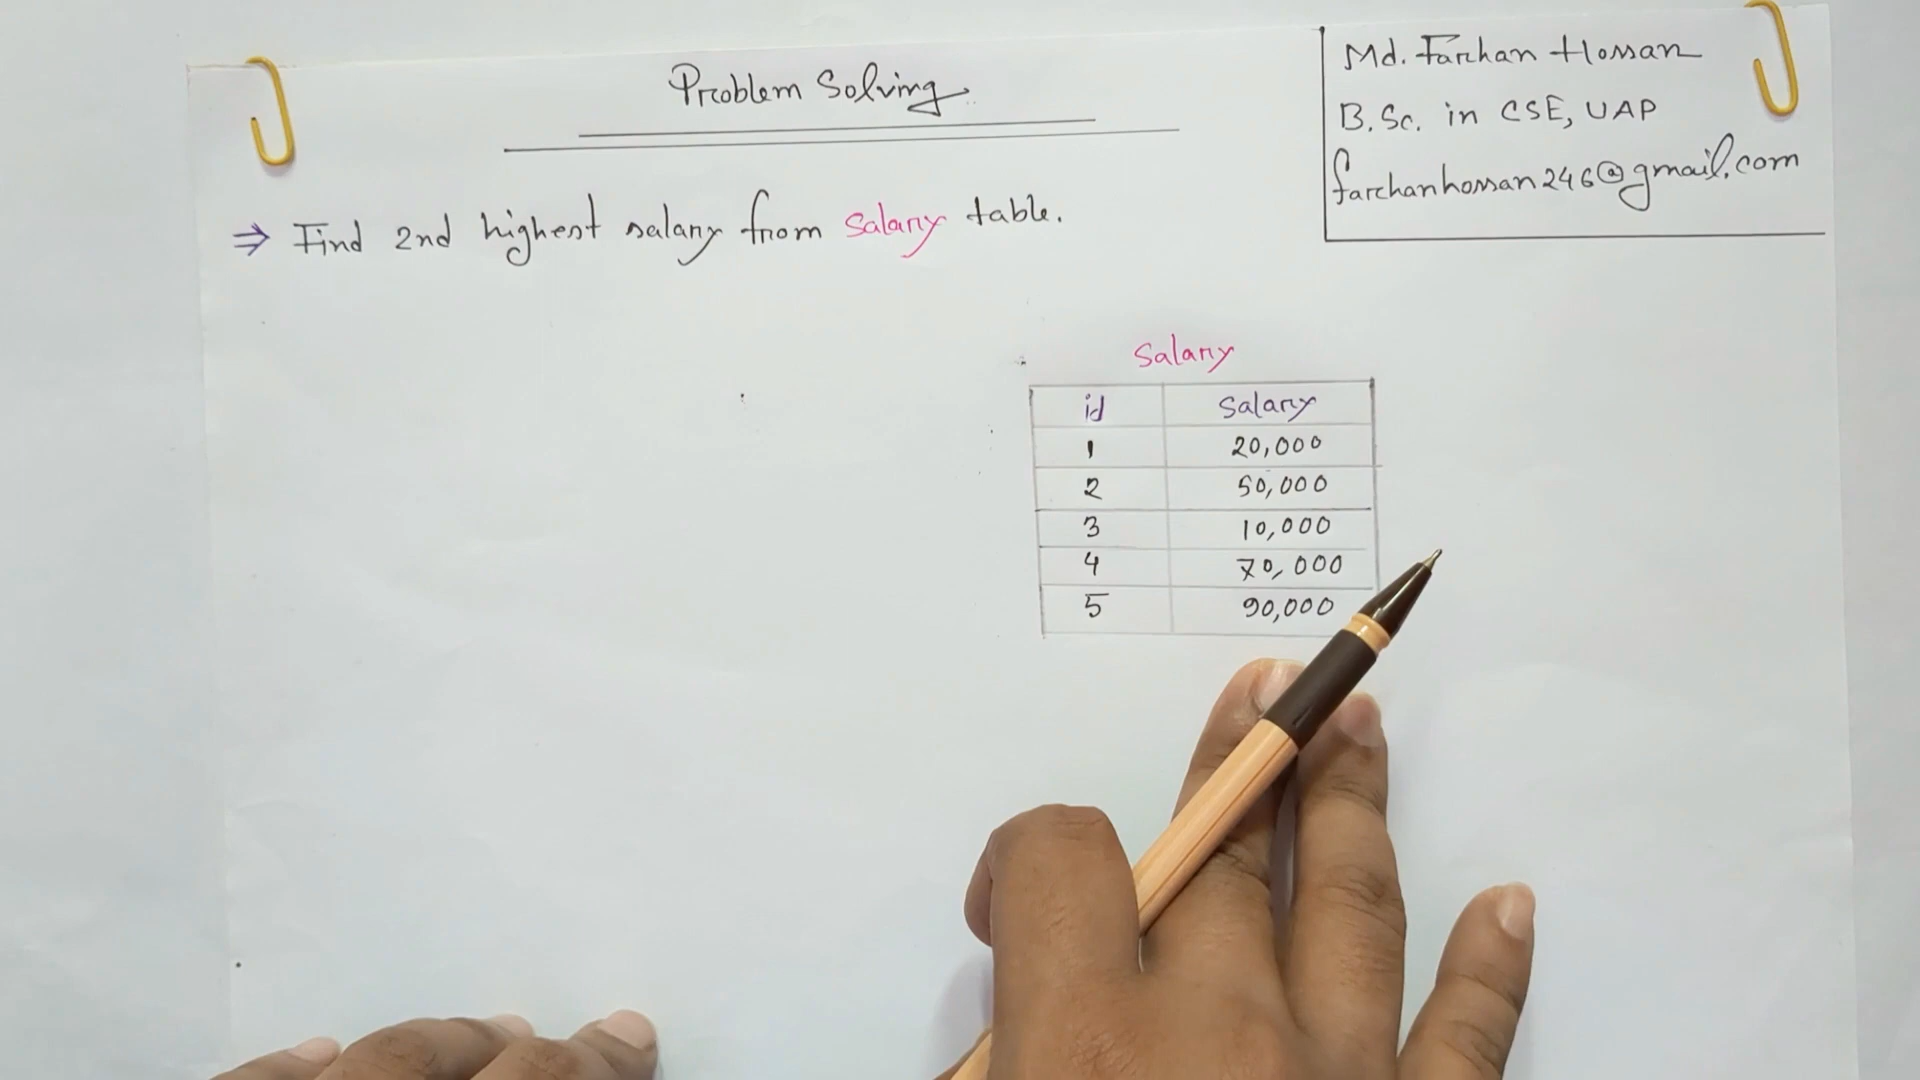 Problem Solving
Md. Farhan Hossan
B.Sc. in CSE, UAP
farhanhossan246@gmail.com
⇒ Find 2nd highest salary from Salary table.
Salary
id Salary
1 20,000
2 50,000
3 10,000
4 70,000
5 90,000